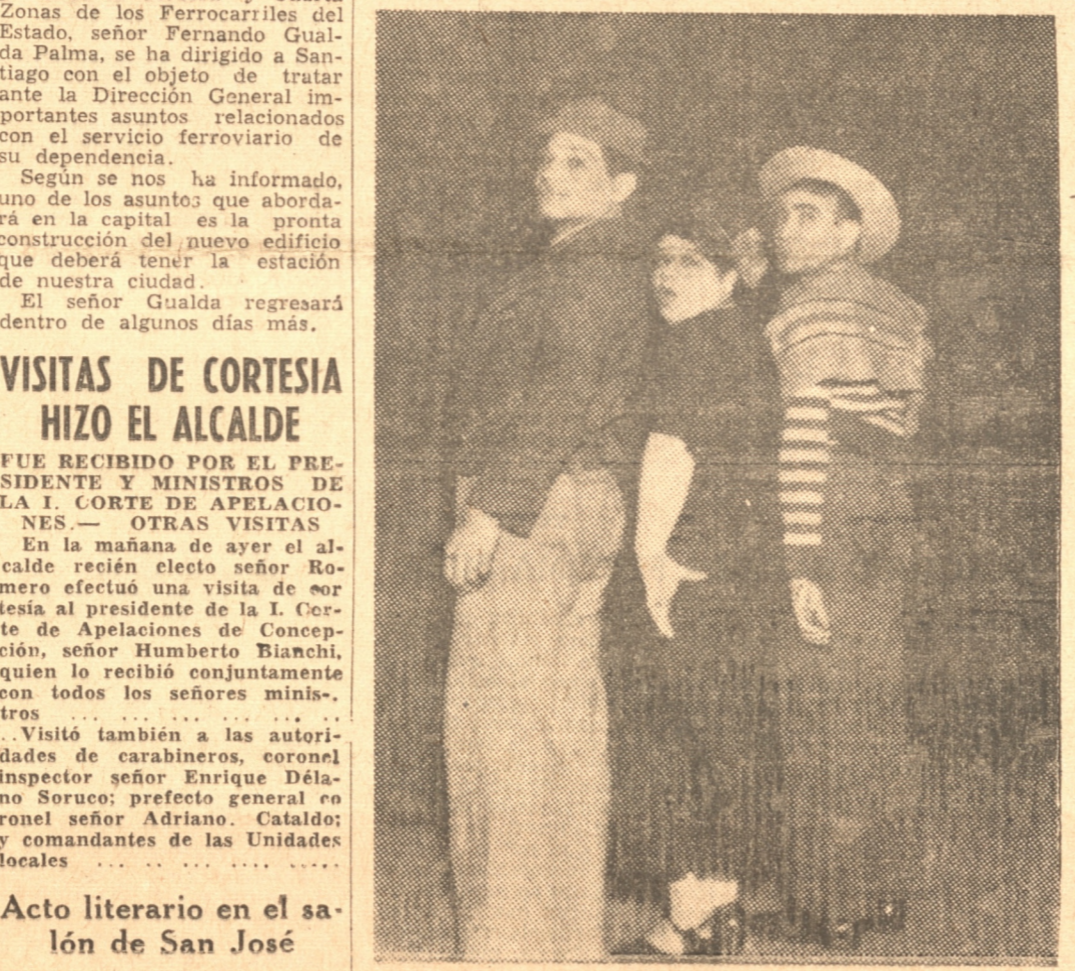 Zonas de los Ferrocarriles del
Estado, señor Fernando Gual-
da Palma, se ha dirigido a San-
tiago con el objeto de tratar
ante la Dirección General im-
portantes asuntos relacionados
con el servicio ferroviario de
su dependencia.
Según se nos ha informado,
uno de los asuntos que aborda-
rá en la capital es la pronta
construcción del nuevo edificio
que deberá tener la estación
de nuestra ciudad.
El señor Gualda regresará
dentro de algunos días más.
VISITAS DE CORTESIA
HIZO EL ALCALDE
FUE RECIBIDO POR EL PRE-
SIDENTE Y MINISTROS DE
LA I. CORTE DE APELACIO-
NES.— OTRAS VISITAS
En la mañana de ayer el al-
calde recién electo señor Ro-
mero efectuó una visita de cor
tesía al presidente de la I. Cor-
te de Apelaciones de Concep-
ción, señor Humberto Bianchi,
quien lo recibió conjuntamente
con todos los señores minis-.
tros ... ... ... ... ... ..
..Visitó también a las autori-
dades de carabineros, coronel
inspector señor Enrique Déla-
no Soruco; prefecto general co
ronel señor Adriano. Cataldo;
y comandantes de las Unidades
locales ... .. ... .... .....
Acto literario en el sa-
lón de San José